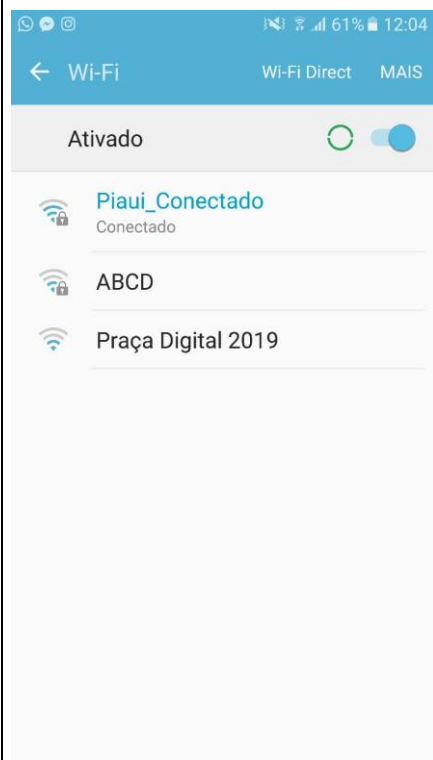 61% 12:04
Wi-Fi Wi-Fi Direct MAIS
Ativado
Piaui_Conectado
Conectado
ABCD
Praça Digital 2019